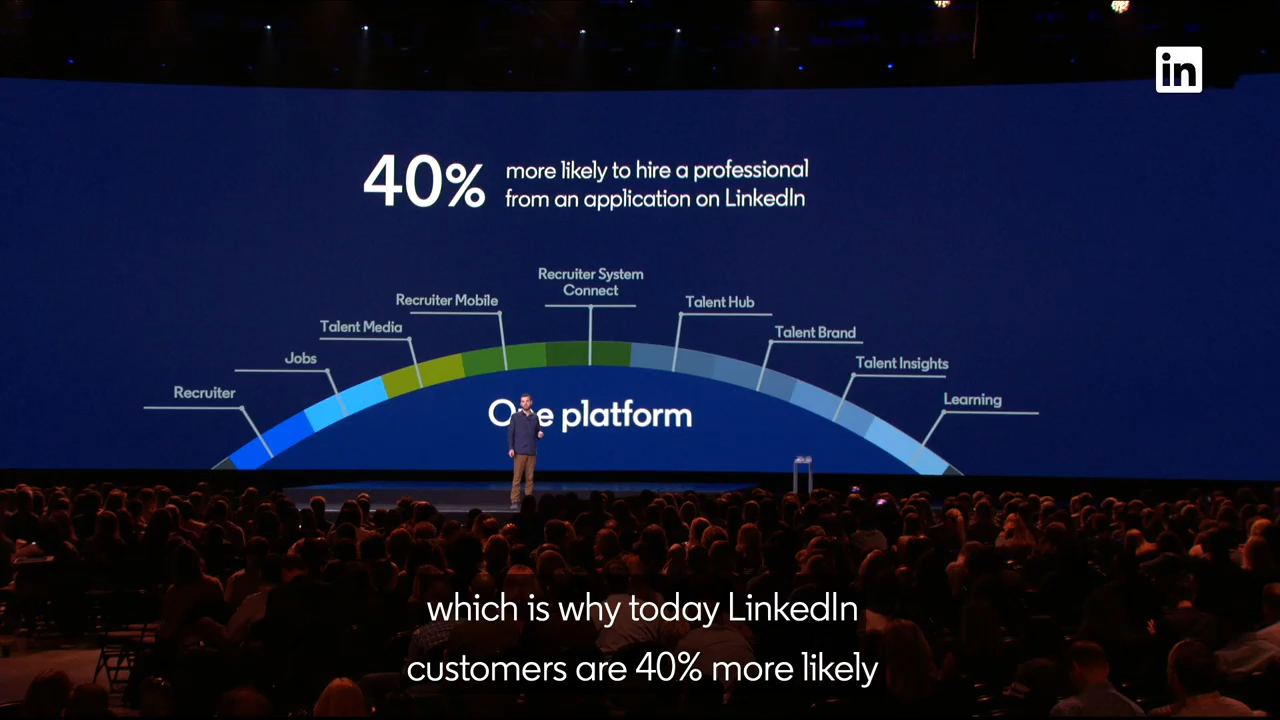 in
40%
more likely to hire a professional
from an application on LinkedIn
Recruiter System
Connect
Recruiter Mobile
Talent Hub
Talent Media
Talent Brand
Jobs
Talent Insights
Recruiter
Learning
One platform
which is why today LinkedIn
customers are 40% more likely